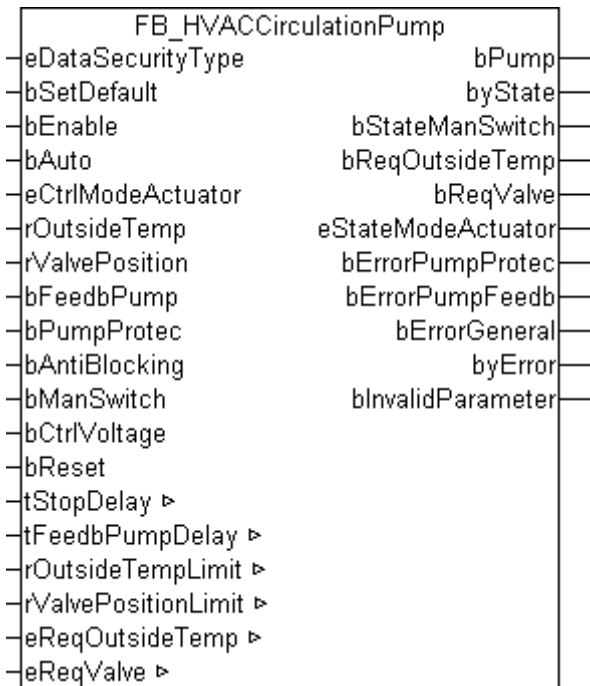 FB_HVACCirculationPump
eDataSecurityType bPump
bSetDefault byState
bEnable bStateManSwitch
bAuto bReqOutsideTemp
eCtrlModeActuator bReqValve
rOutsideTemp eStateModeActuator
rValvePosition bErrorPumpProtec
bFeedbPump bErrorPumpFeedb
bPumpProtec bErrorGeneral
bAntiBlocking byError
bManSwitch bInvalidParameter
bCtrlVoltage
bReset
tStopDelay ▹
tFeedbPumpDelay ▹
rOutsideTempLimit ▹
rValvePositionLimit ▹
eReqOutsideTemp ▹
eReqValve ▹